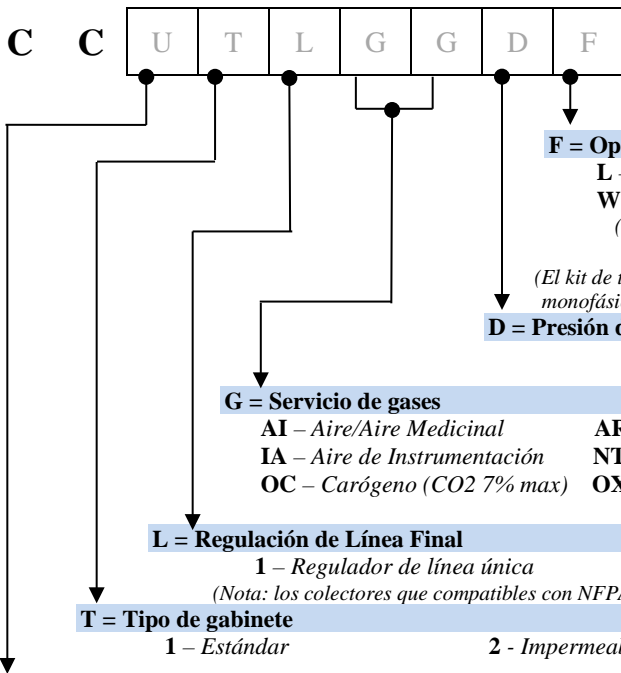 C C U T L G G D F
F = Op
L –
W
(
(El kit de t
monofási
D = Presión d
G = Servicio de gases
AI – Aire/Aire Medicinal AR
IA – Aire de Instrumentación NT
OC – Carógeno (CO2 7% max) OX
L = Regulación de Línea Final
1 – Regulador de línea única
(Nota: los colectores que compatibles con NFPA
T = Tipo de gabinete
1 – Estándar 2 - Impermeal